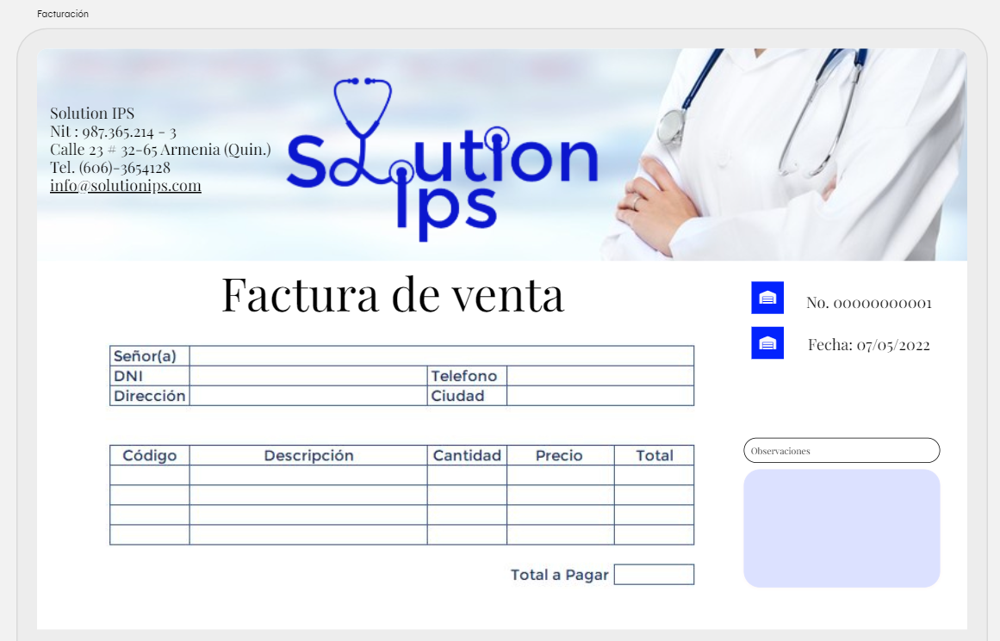 Facturación
Solution IPS
Nit : 987.365.214 - 3
Calle 23 # 32-65 Armenia (Quin.)
Tel. (606)-3654128
info@solutionips.com
Solution
Ips
Factura de venta
No. 00000000001
Fecha: 07/05/2022
Señor(a)
DNI Telefono
Dirección Ciudad
Código Descripción Cantidad Precio Total
Observaciones
Total a Pagar